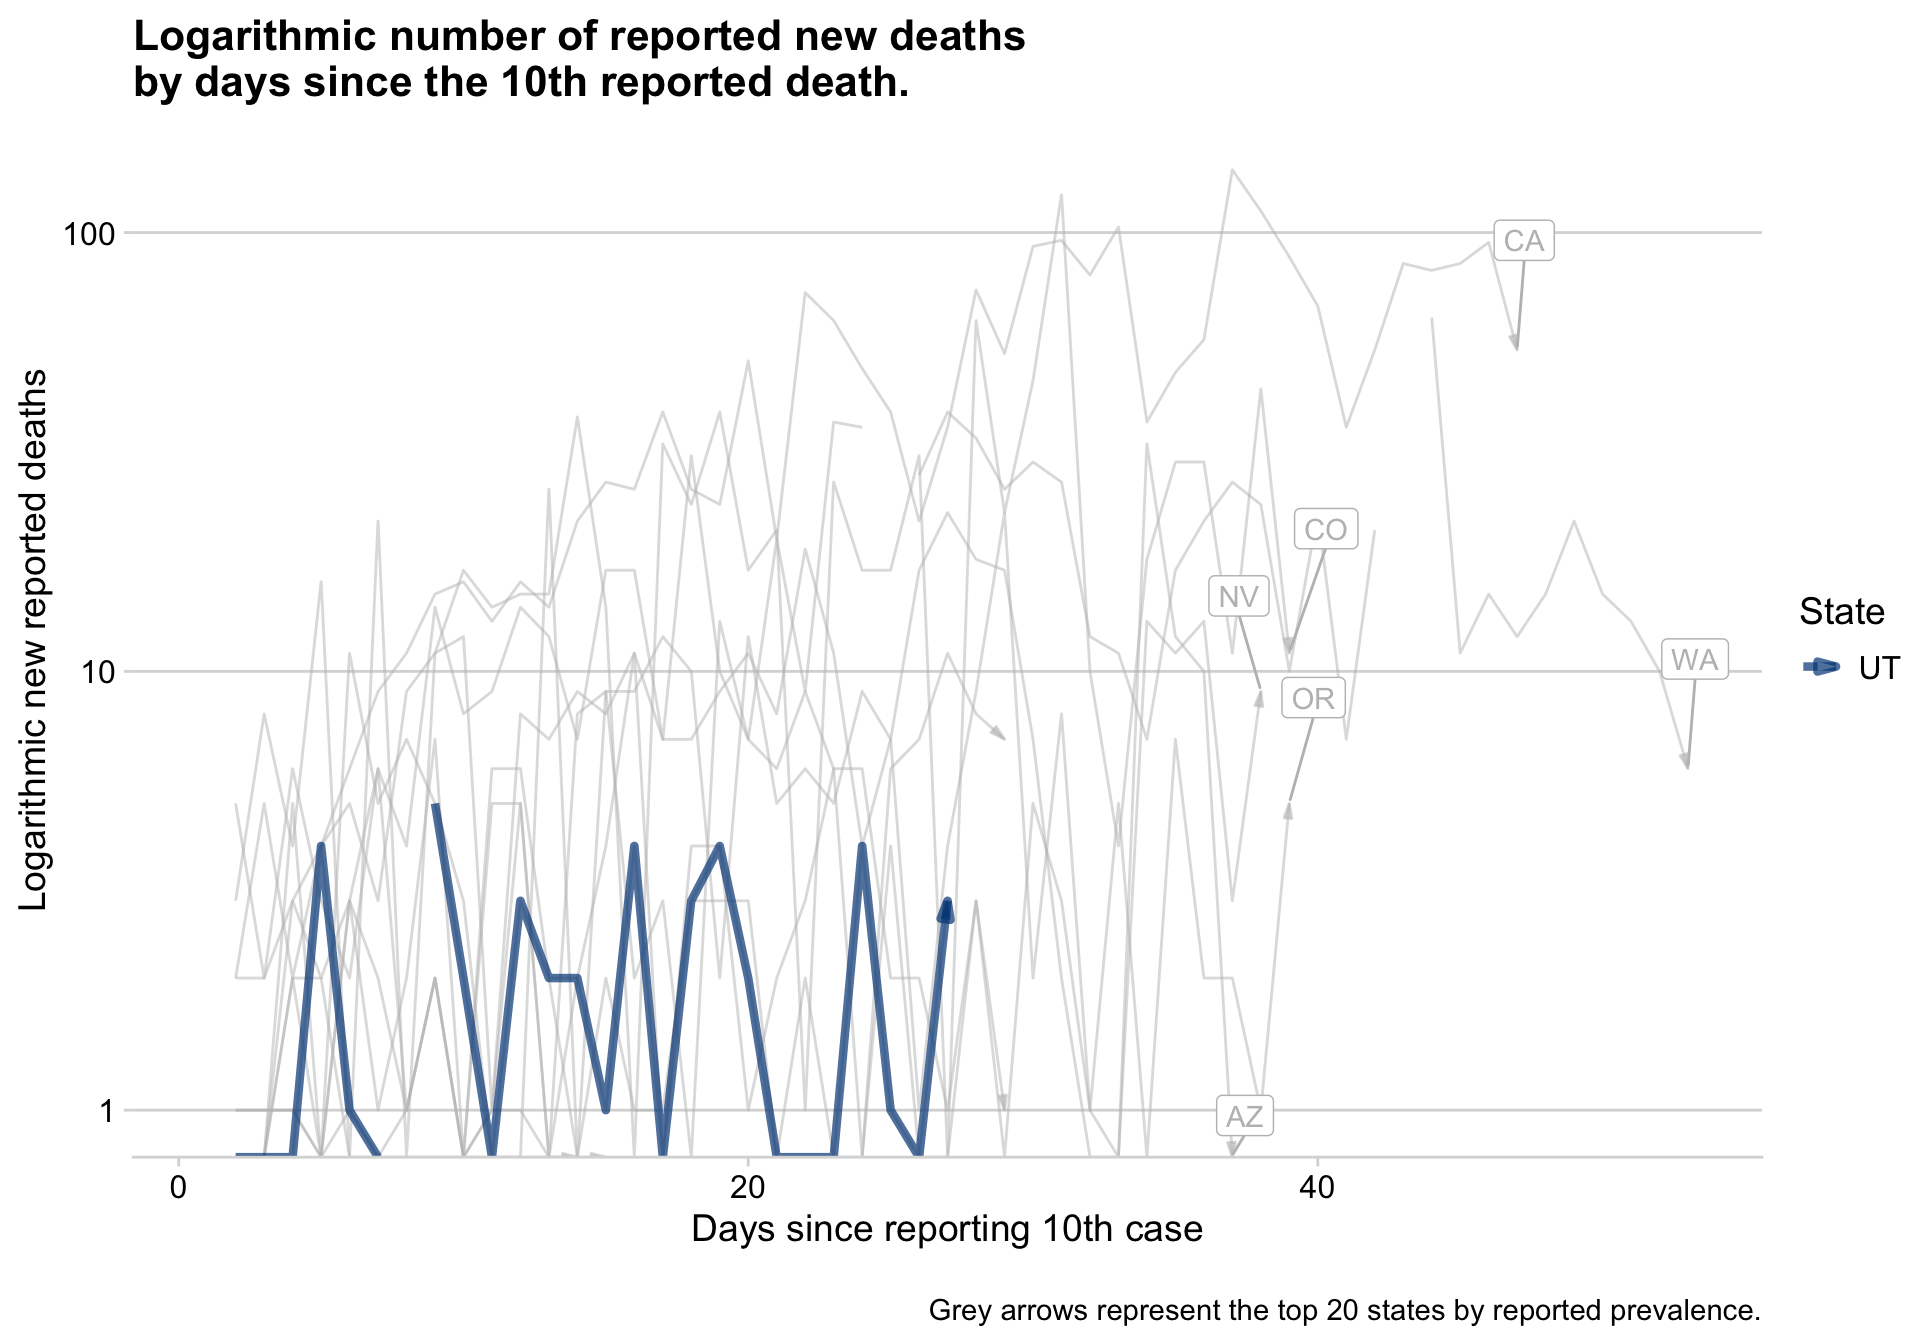 Logarithmic number of reported new deaths
by days since the 10th reported death.
Logarithmic new reported deaths
100
10
1
CA
CO
NV
WA
OR
AZ
State
UT
0
20
40
Days since reporting 10th case
Grey arrows represent the top 20 states by reported prevalence.